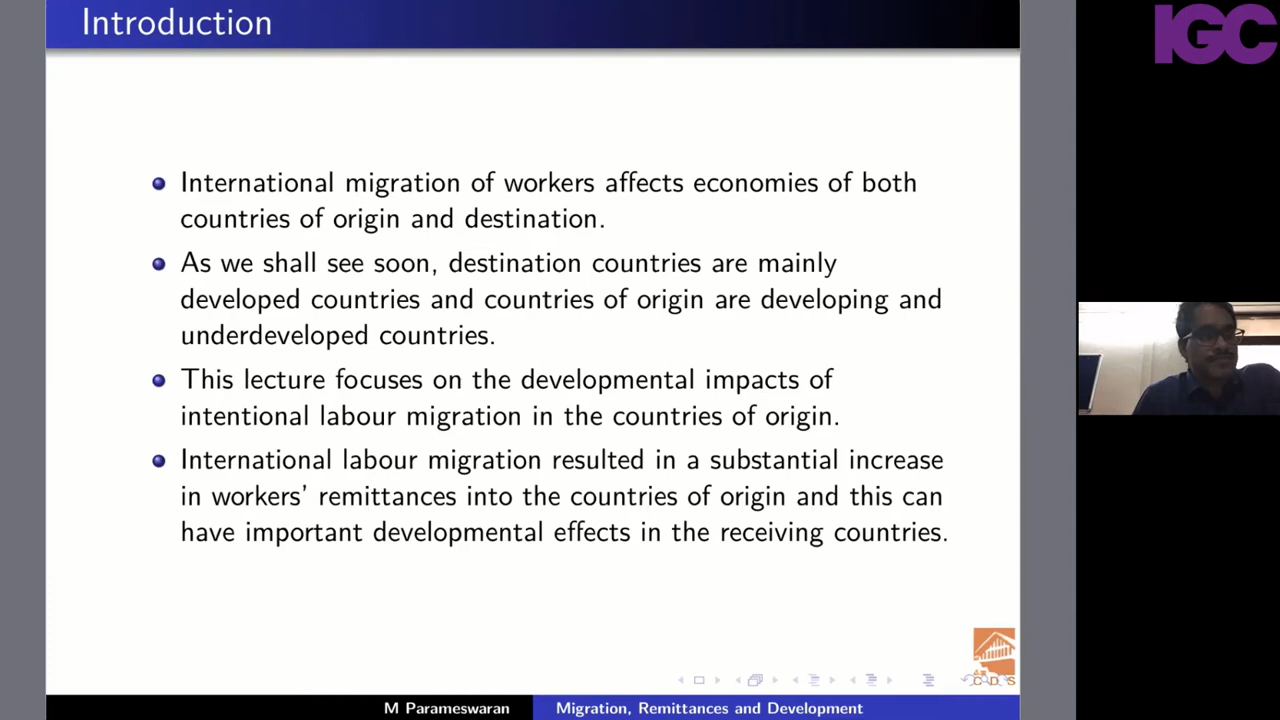 Introduction
IGC
International migration of workers affects economies of both
countries of origin and destination.
As we shall see soon, destination countries are mainly
developed countries and countries of origin are developing and
underdeveloped countries.
This lecture focuses on the developmental impacts of
intentional labour migration in the countries of origin.
International labour migration resulted in a substantial increase
in workers' remittances into the countries of origin and this can
have important developmental effects in the receiving countries.
C D S
M Parameswaran
Migration, Remittances and Development